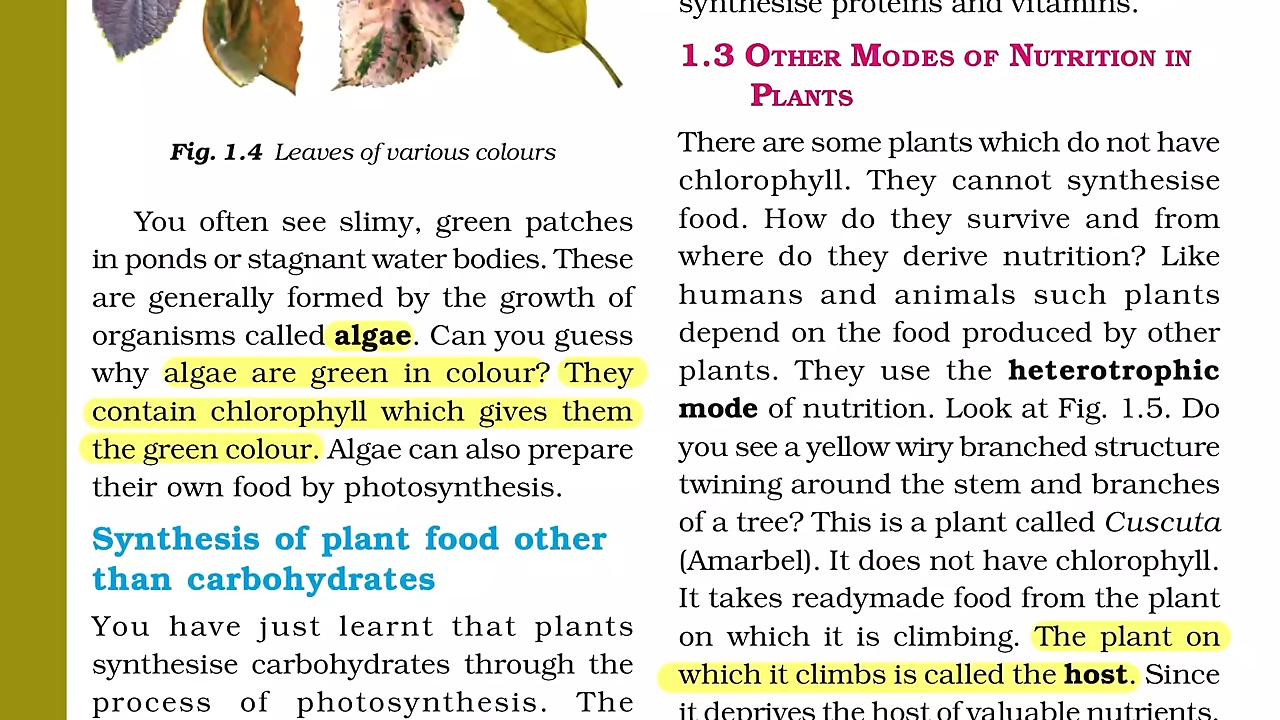 Fig. 1.4 Leaves of various colours
You often see slimy, green patches
in ponds or stagnant water bodies. These
are generally formed by the growth of
organisms called algae. Can you guess
why algae are green in colour? They
contain chlorophyll which gives them
the green colour. Algae can also prepare
their own food by photosynthesis.
Synthesis of plant food other
than carbohydrates
You have just learnt that plants
synthesise carbohydrates through the
process of photosynthesis. The
synthesise proteins and vitamins.
1.3 OTHER MODES OF NUTRITION IN
PLANTS
There are some plants which do not have
chlorophyll. They cannot synthesise
food. How do they survive and from
where do they derive nutrition? Like
humans and animals such plants
depend on the food produced by other
plants. They use the heterotrophic
mode of nutrition. Look at Fig. 1.5. Do
you see a yellow wiry branched structure
twining around the stem and branches
of a tree? This is a plant called Cuscuta
(Amarbel). It does not have chlorophyll.
It takes readymade food from the plant
on which it is climbing. The plant on
which it climbs is called the host. Since
it deprives the host of valuable nutrients,